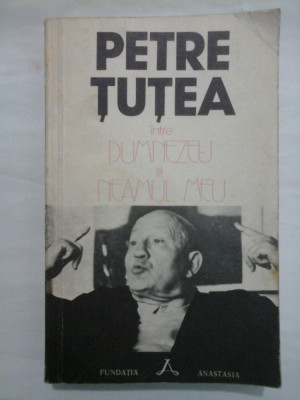 PETRE
ȚUȚEA
între
DUMNEZEU
și
NEAMUL MEU
FUNDAȚIA ANASTASIA